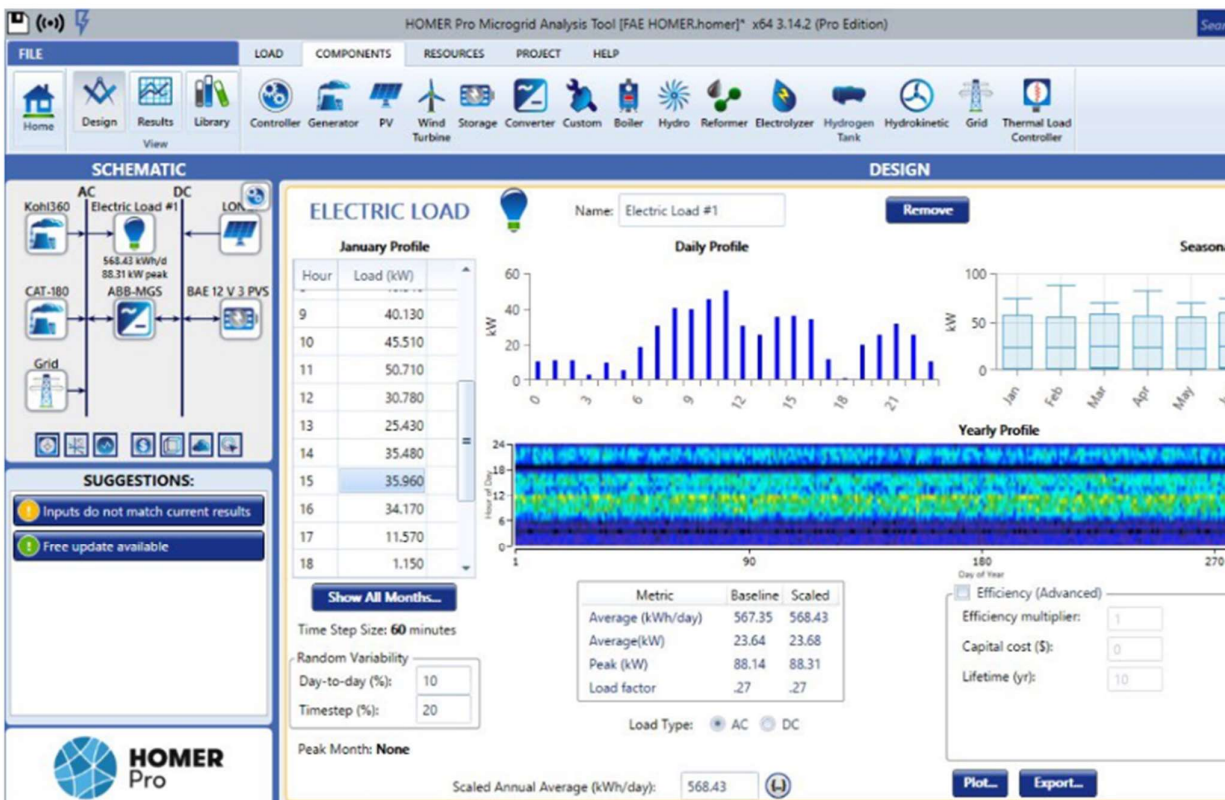 HOMER Pro Microgrid Analysis Tool [FAE HOMER.homer]* x64 3.14.2 (Pro Edition)
FILE
LOAD COMPONENTS RESOURCES PROJECT HELP
Home Design Results Library Controller Generator PV Wind Turbine Storage Converter Custom Boiler Hydro Reformer Electrolyzer Hydrogen Tank Hydrokinetic Grid Thermal Load Controller
View
SCHEMATIC
AC DC
Kohl360 Electric Load #1
568.43 kWh/d
88.31 kW peak
CAT-180 ABB-MGS BAE 12 V 3 PVS
Grid
SUGGESTIONS:
Inputs do not match current results
Free update available
HOMER
Pro
DESIGN
ELECTRIC LOAD
Name: Electric Load #1
Remove
January Profile
Hour Load (kW)
9 40.130
10 45.510
11 50.710
12 30.780
13 25.430
14 35.480
15 35.960
16 34.170
17 11.570
18 1.150
Show All Months...
Time Step Size: 60 minutes
Random Variability
Day-to-day (%): 10
Timestep (%): 20
Peak Month: None
Daily Profile
kW
60
40
20
0
0 3 6 9 12 15 18 21
kW
100
50
0
Jan Feb Mar Apr May
Yearly Profile
Hour of Day
24
18
12
6
0
1 90 180 270
Day of Year
Metric Baseline Scaled
Average (kWh/day) 567.35 568.43
Average(kW) 23.64 23.68
Peak (kW) 88.14 88.31
Load factor .27 .27
Load Type: AC DC
Scaled Annual Average (kWh/day): 568.43
Efficiency (Advanced)
Efficiency multiplier: 1
Capital cost ($): 0
Lifetime (yr): 10
Plot... Export...